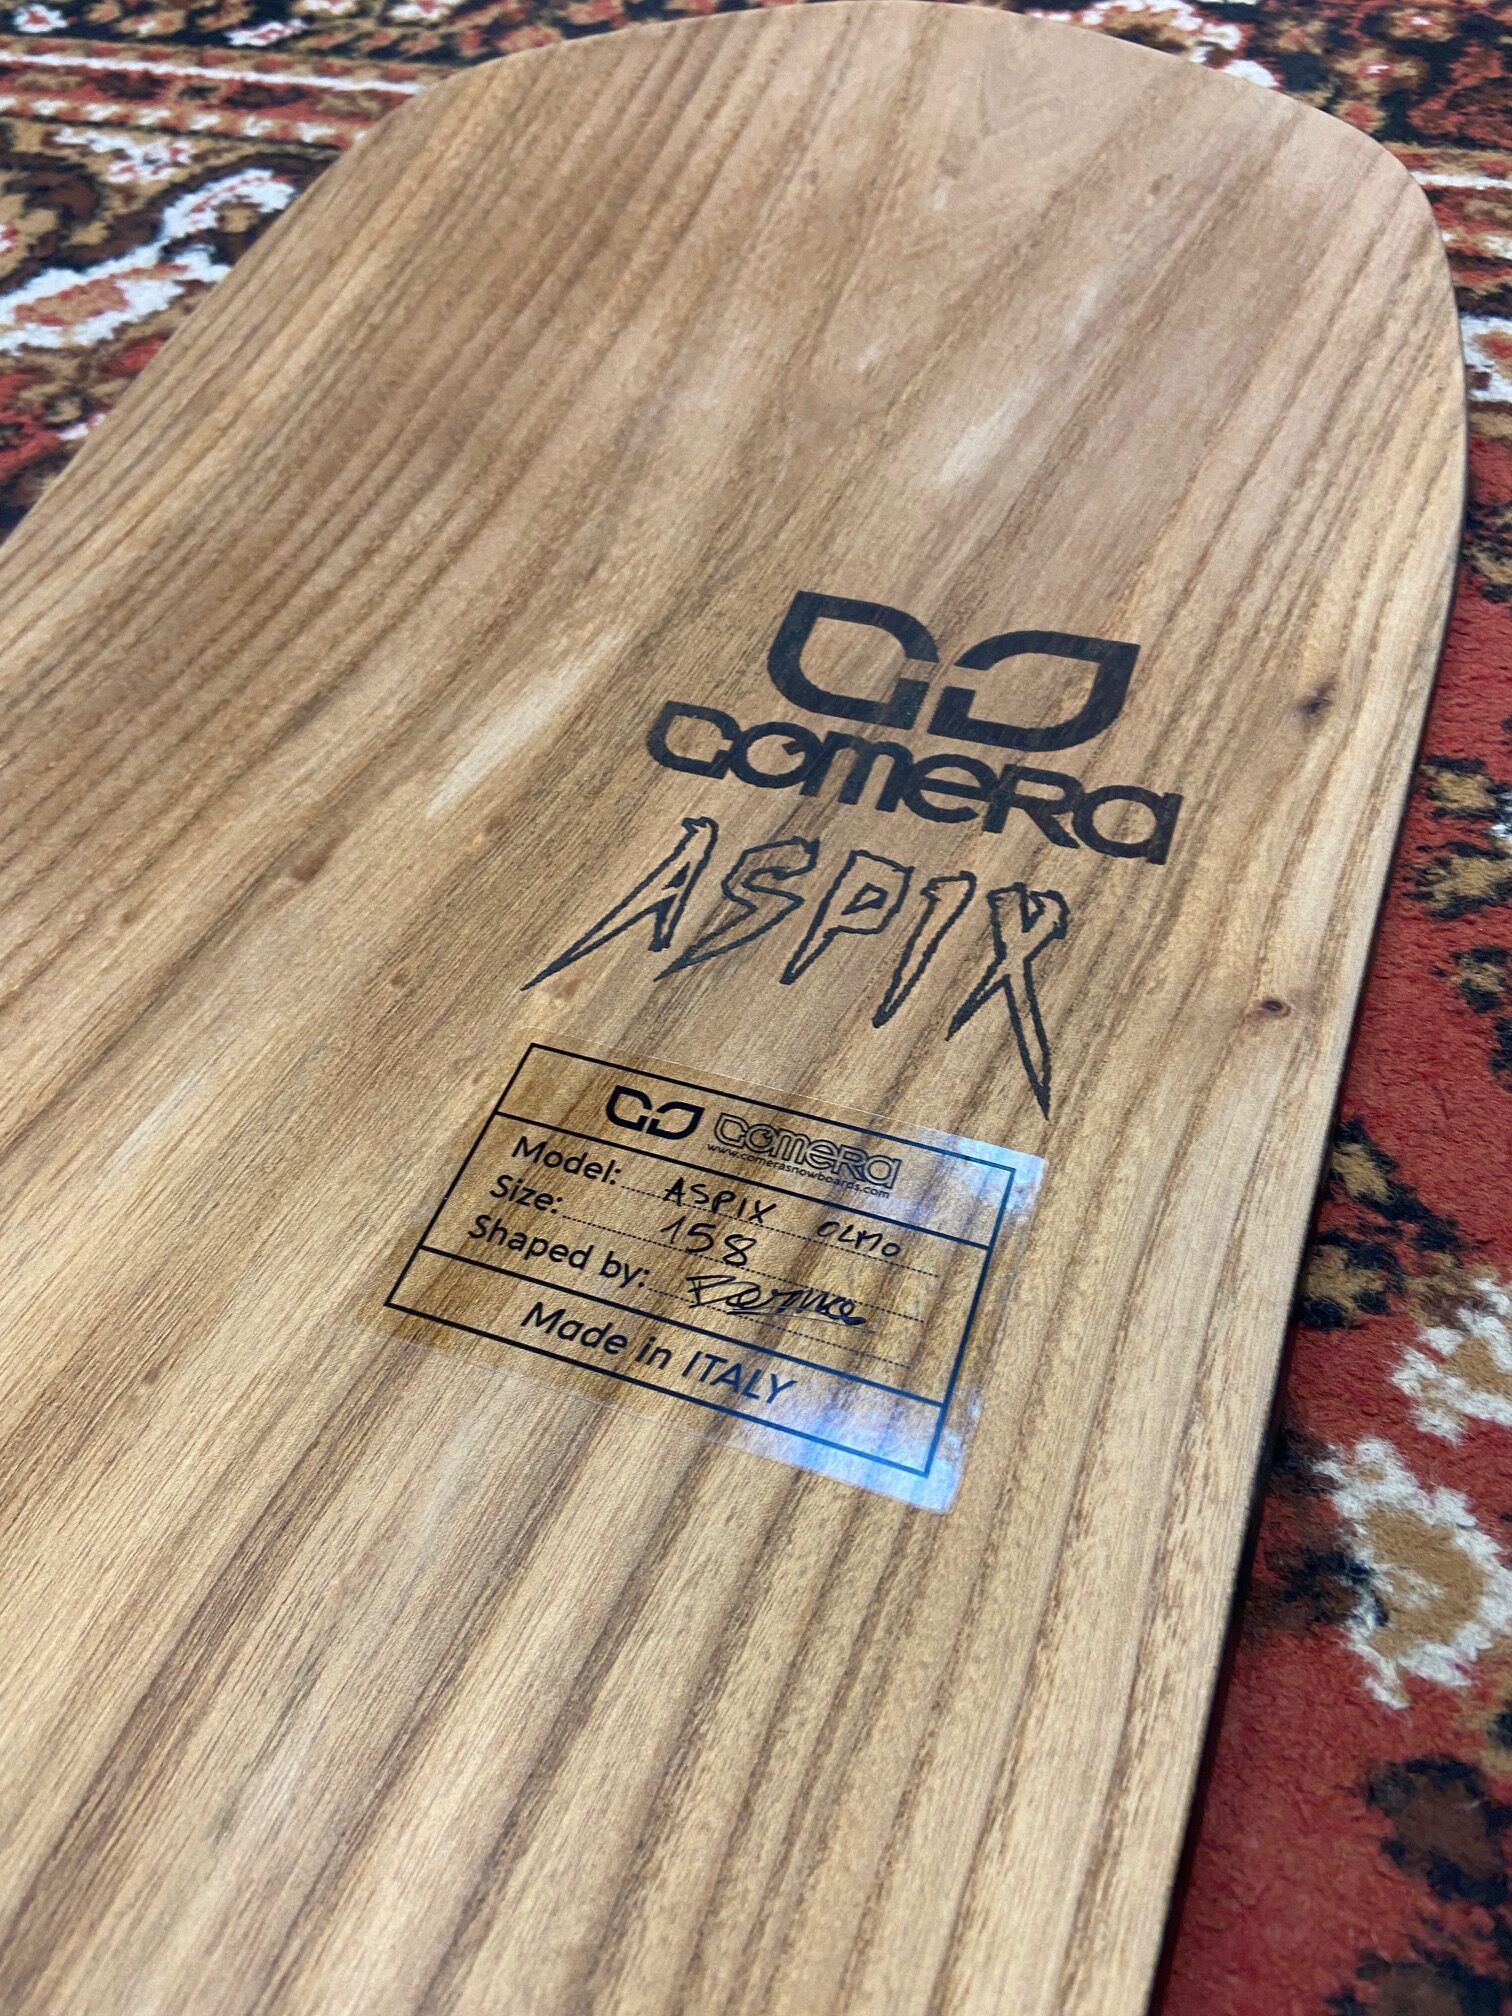 COMERA
ASPIX
COMERA
www.comerasnowboards.com
Model: ASPIX OLMO
Size: 158
Shaped by:
Made in ITALY